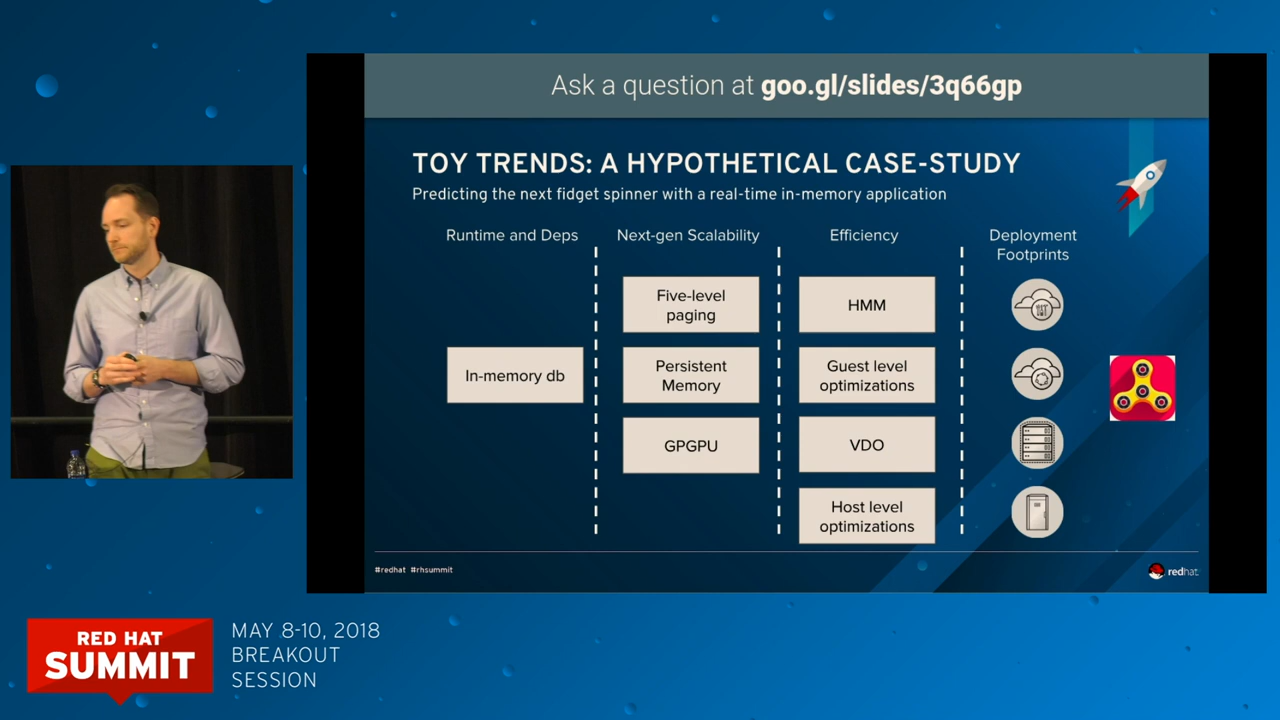 Ask a question at goo.gl/slides/3q66gp
TOY TRENDS: A HYPOTHETICAL CASE-STUDY
Predicting the next fidget spinner with a real-time in-memory application
Runtime and Deps
In-memory db
Next-gen Scalability
Five-level
paging
Persistent
Memory
GPGPU
Efficiency
HMM
Guest level
optimizations
VDO
Host level
optimizations
Deployment
Footprints
#redhat #rhsummit
redhat
RED HAT
SUMMIT
MAY 8-10, 2018
BREAKOUT
SESSION